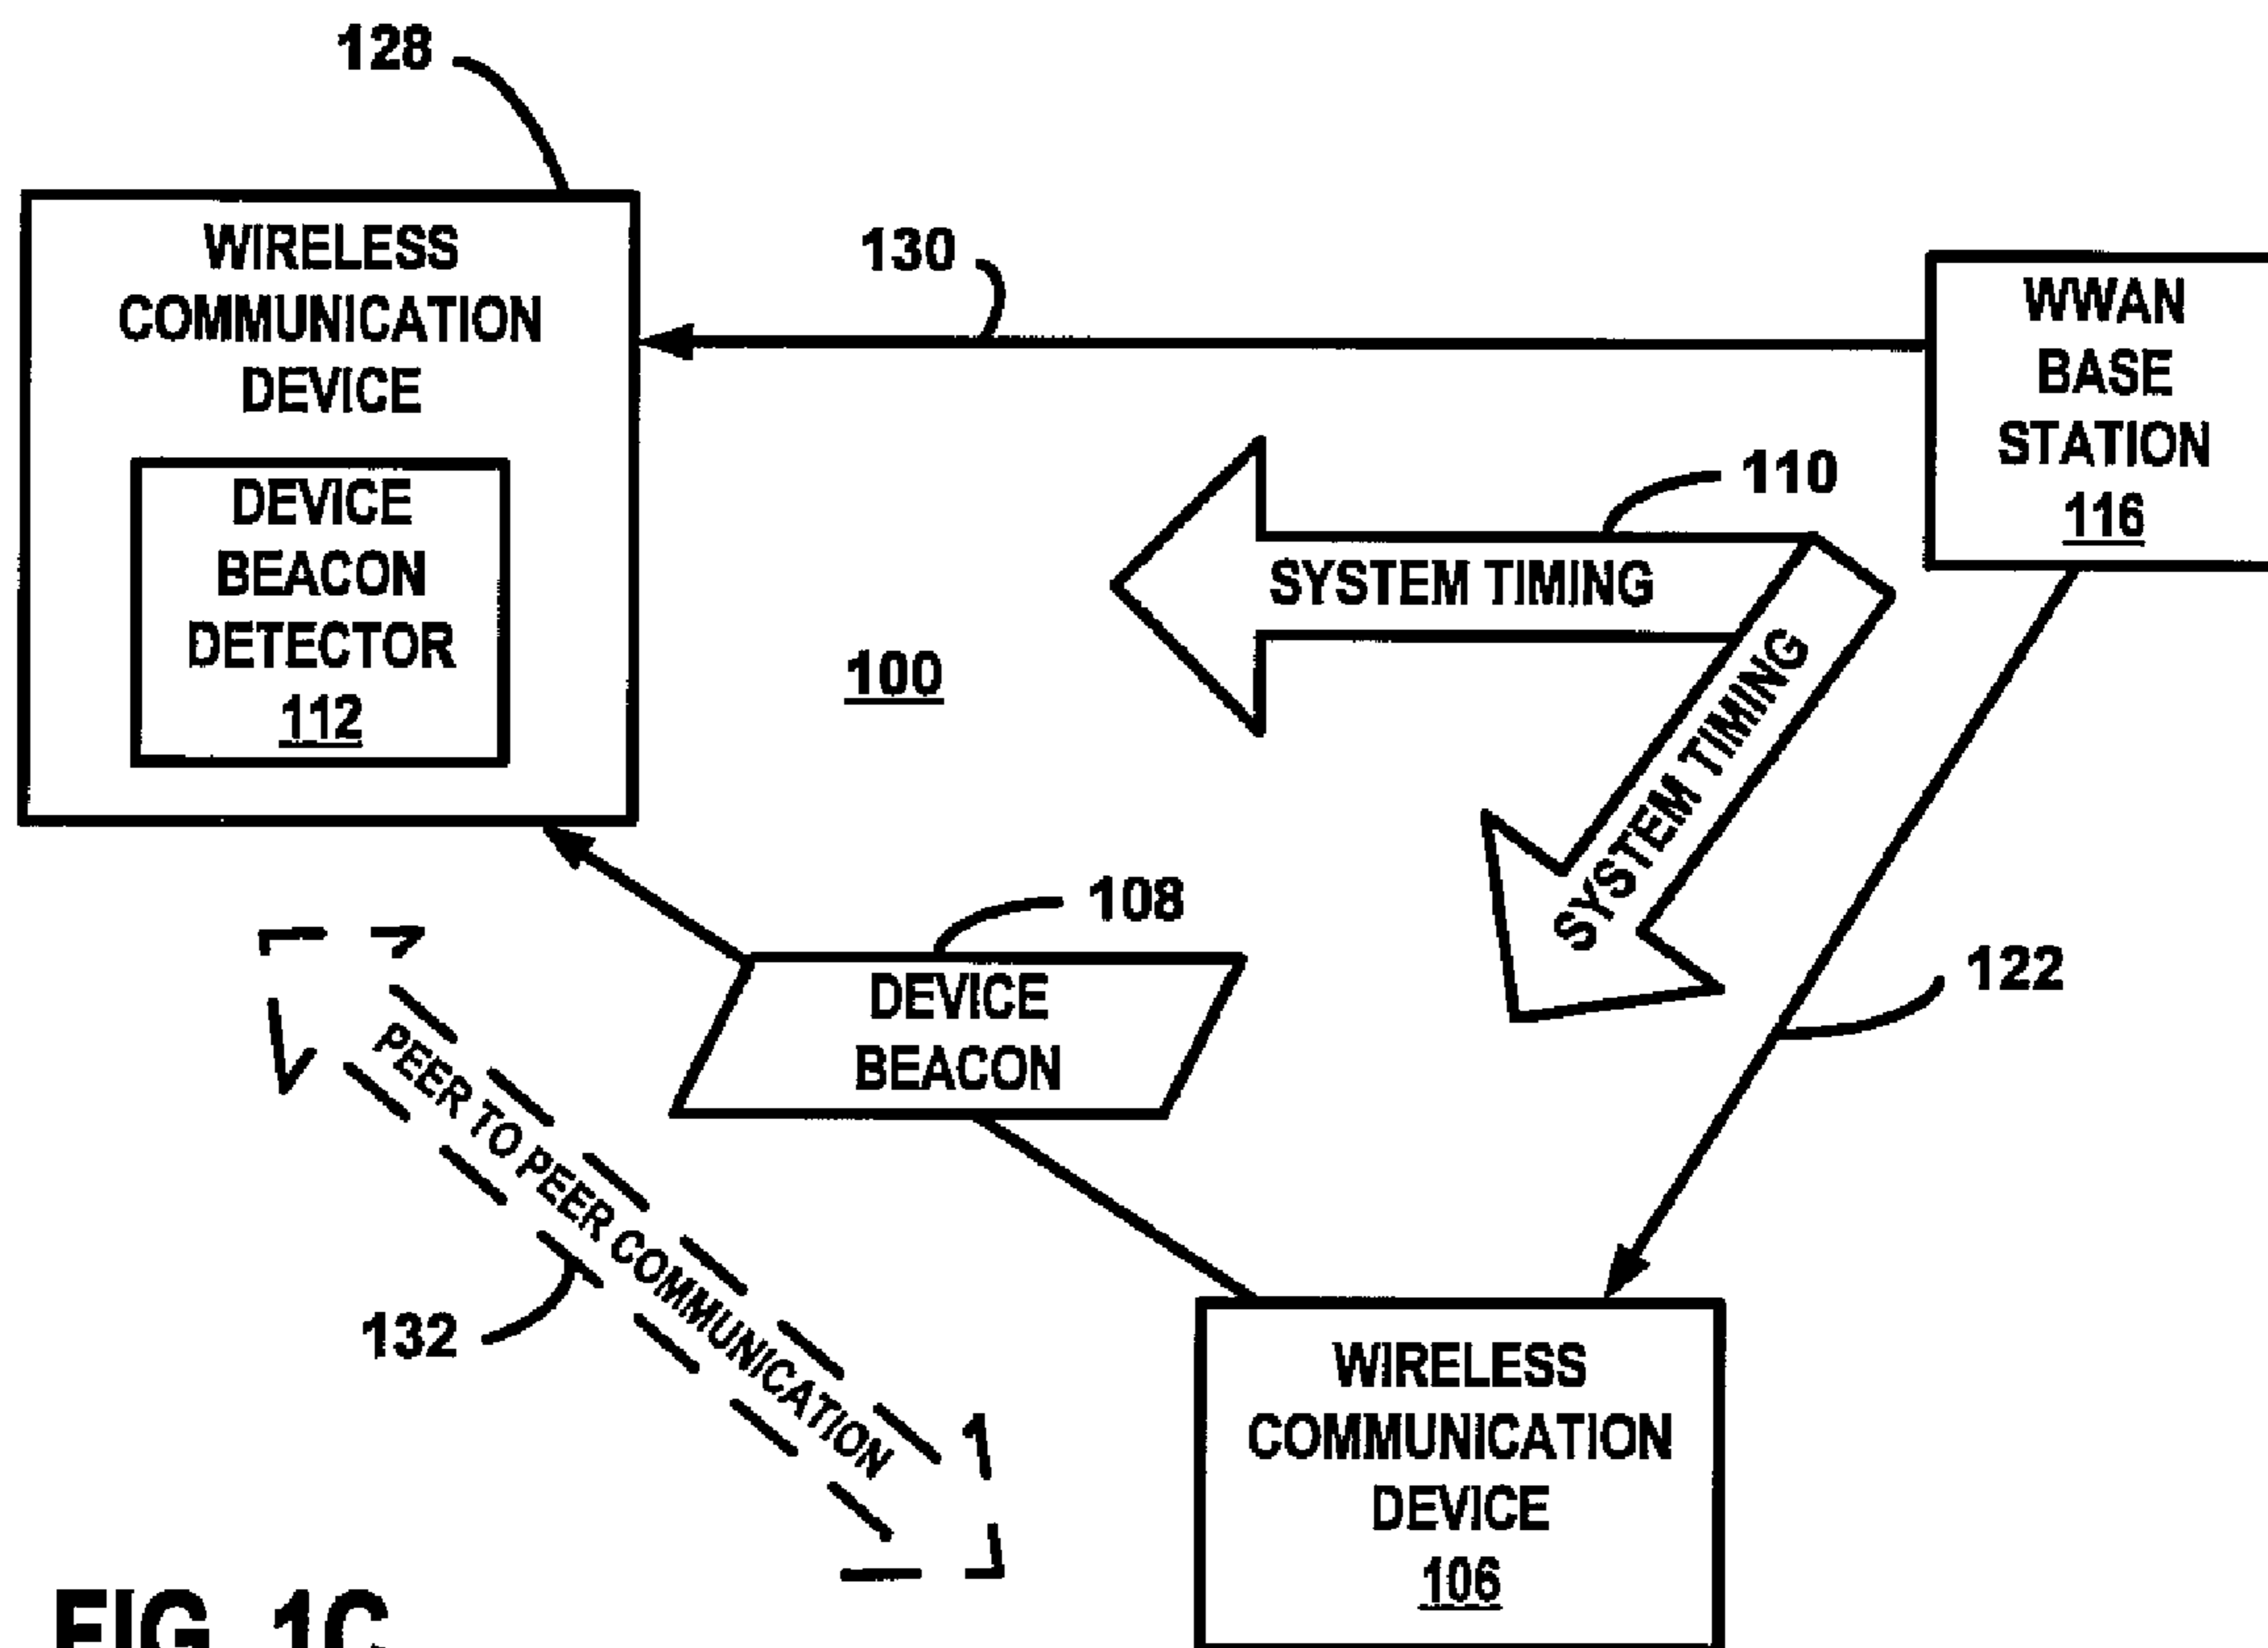 128
WIRELESS
COMMUNICATION
DEVICE
DEVICE
BEACON
DETECTOR
112
130
WWAN
BASE
STATION
116
110
SYSTEM TIMING
SYSTEM TIMING
100
108
DEVICE
BEACON
122
PEER TO PEER COMMUNICATION
132
WIRELESS
COMMUNICATION
DEVICE
106
FIG. 1C